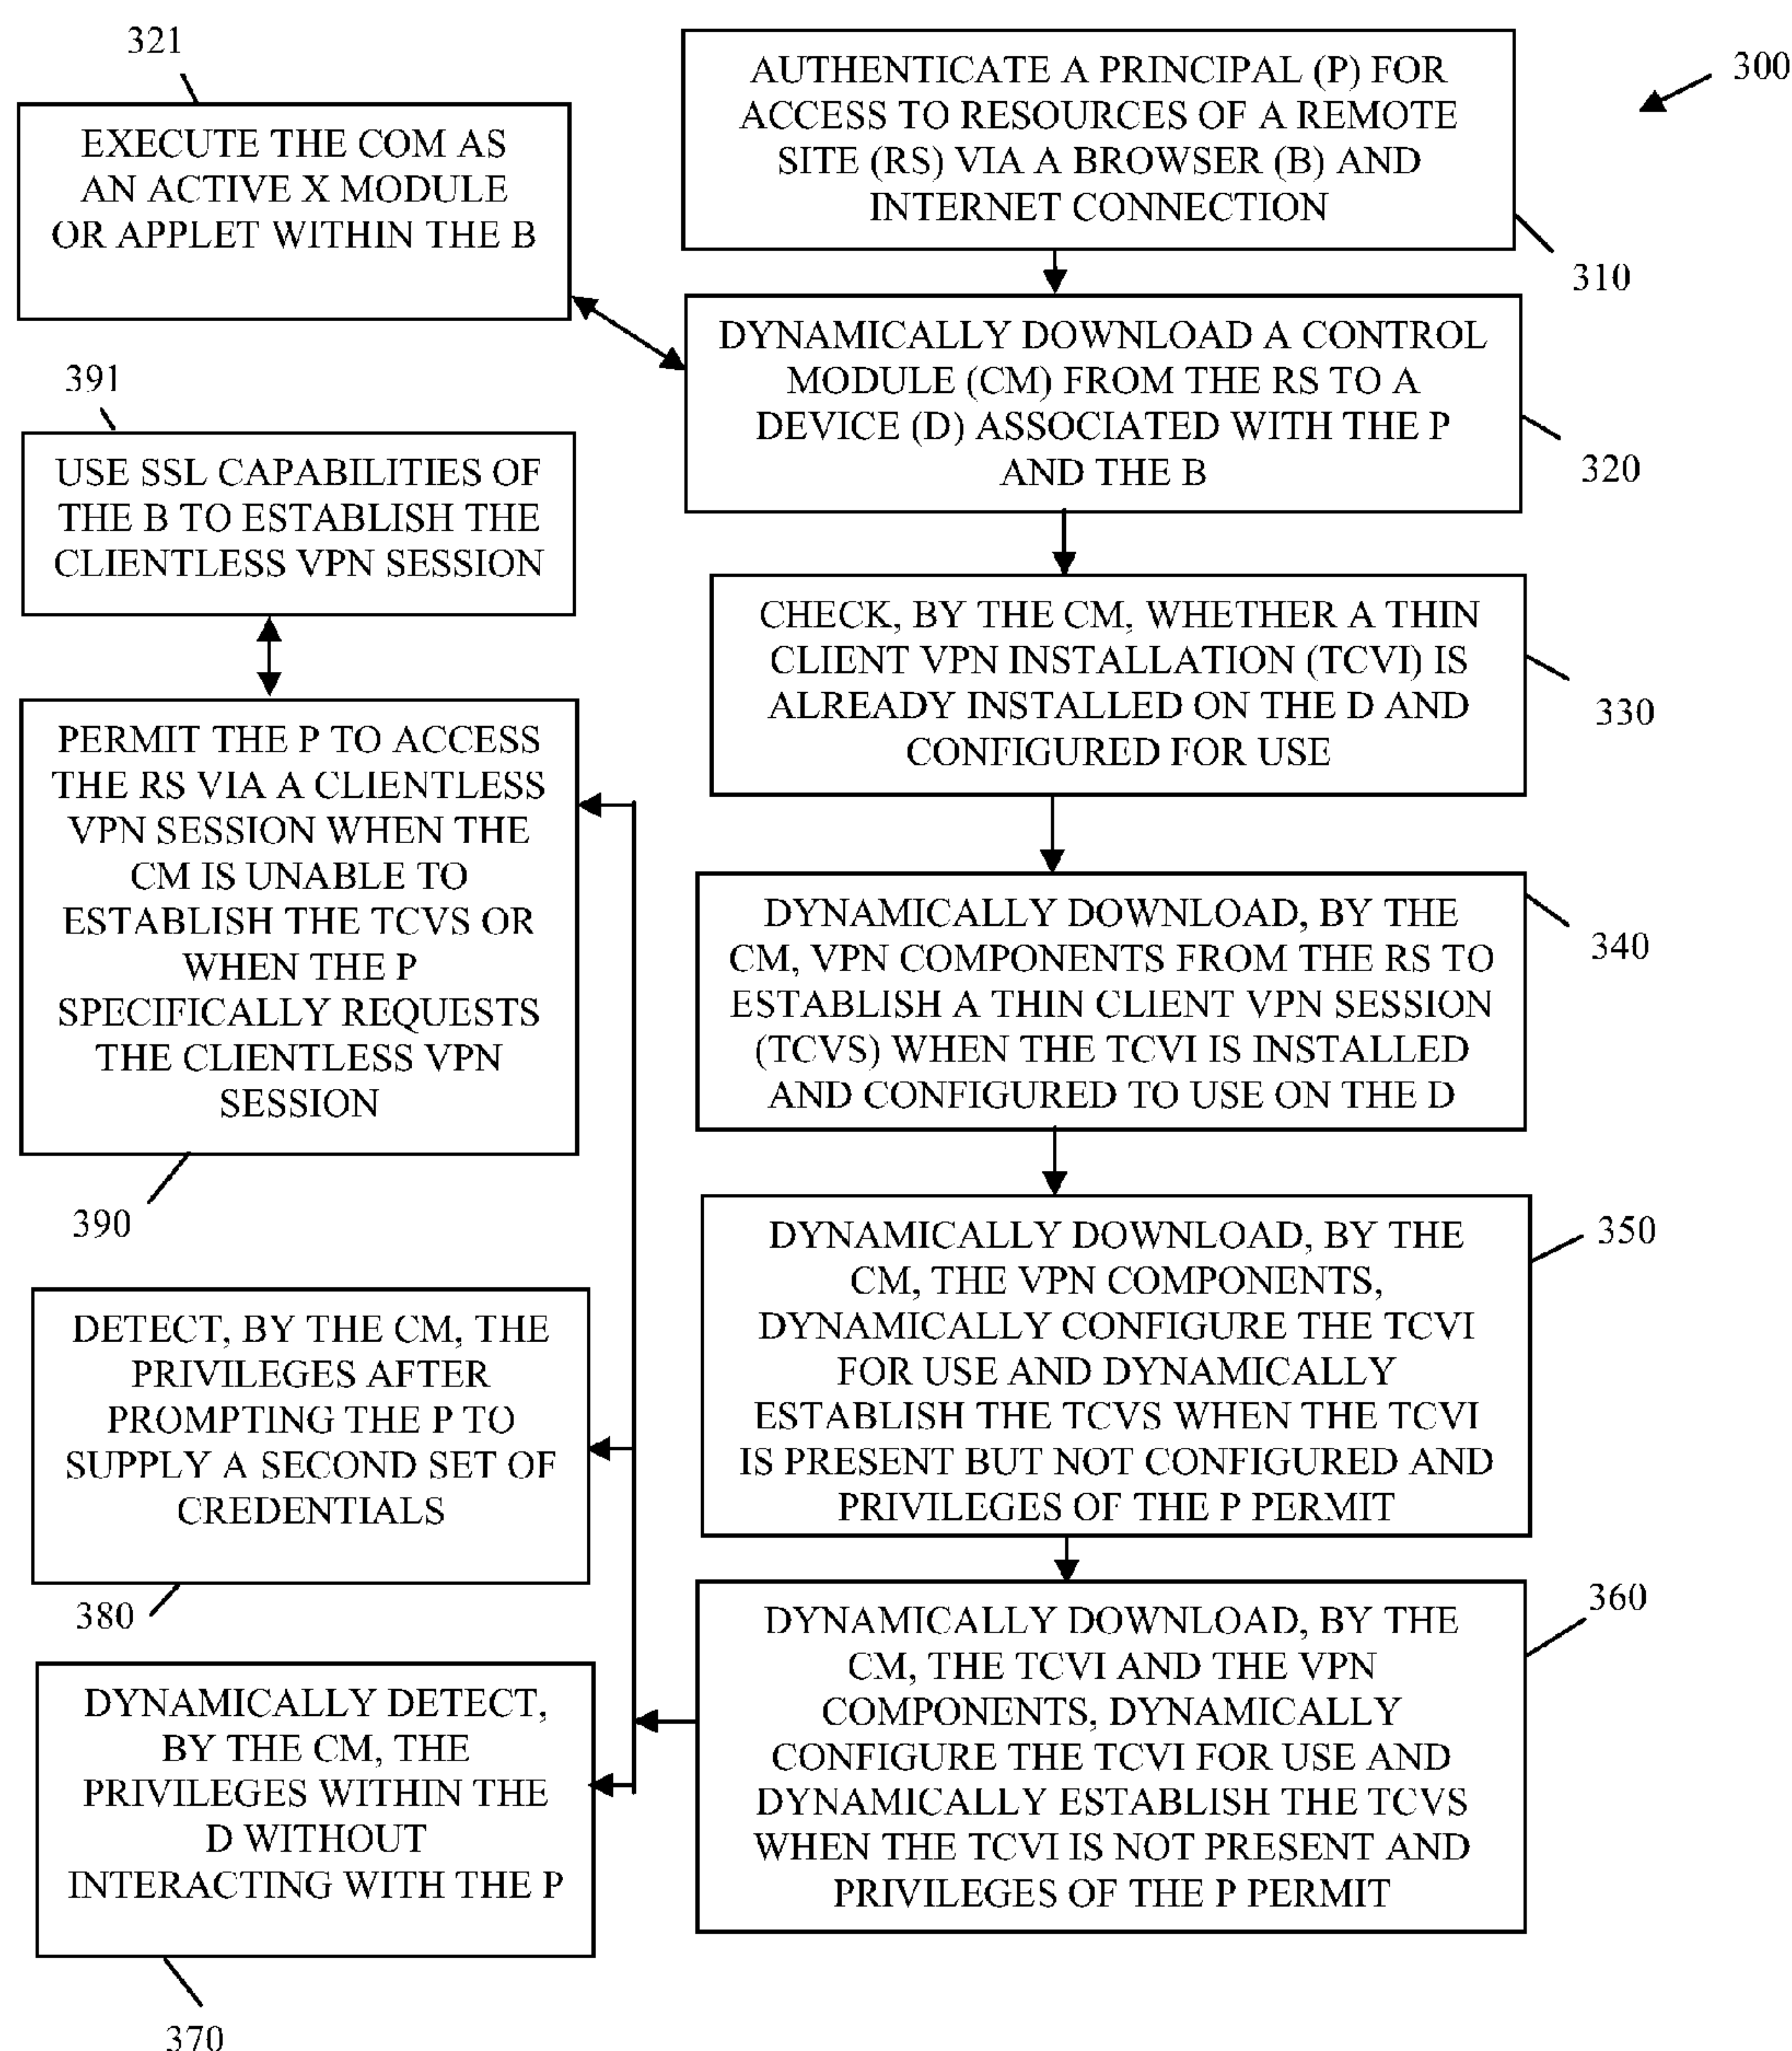 300
AUTHENTICATE A PRINCIPAL (P) FOR
ACCESS TO RESOURCES OF A REMOTE
SITE (RS) VIA A BROWSER (B) AND
INTERNET CONNECTION
310
321
EXECUTE THE COM AS
AN ACTIVE X MODULE
OR APPLET WITHIN THE B
DYNAMICALLY DOWNLOAD A CONTROL
MODULE (CM) FROM THE RS TO A
DEVICE (D) ASSOCIATED WITH THE P
AND THE B
320
CHECK, BY THE CM, WHETHER A THIN
CLIENT VPN INSTALLATION (TCVI) IS
ALREADY INSTALLED ON THE D AND
CONFIGURED FOR USE
330
DYNAMICALLY DOWNLOAD, BY THE
CM, VPN COMPONENTS FROM THE RS TO
ESTABLISH A THIN CLIENT VPN SESSION
(TCVS) WHEN THE TCVI IS INSTALLED
AND CONFIGURED TO USE ON THE D
340
DYNAMICALLY DOWNLOAD, BY THE
CM, THE VPN COMPONENTS,
DYNAMICALLY CONFIGURE THE TCVI
FOR USE AND DYNAMICALLY
ESTABLISH THE TCVS WHEN THE TCVI
IS PRESENT BUT NOT CONFIGURED AND
PRIVILEGES OF THE P PERMIT
350
DYNAMICALLY DOWNLOAD, BY THE
CM, THE TCVI AND THE VPN
COMPONENTS, DYNAMICALLY
CONFIGURE THE TCVI FOR USE AND
DYNAMICALLY ESTABLISH THE TCVS
WHEN THE TCVI IS NOT PRESENT AND
PRIVILEGES OF THE P PERMIT
360
391
USE SSL CAPABILITIES OF
THE B TO ESTABLISH THE
CLIENTLESS VPN SESSION
PERMIT THE P TO ACCESS
THE RS VIA A CLIENTLESS
VPN SESSION WHEN THE
CM IS UNABLE TO
ESTABLISH THE TCVS OR
WHEN THE P
SPECIFICALLY REQUESTS
THE CLIENTLESS VPN
SESSION
390
DETECT, BY THE CM, THE
PRIVILEGES AFTER
PROMPTING THE P TO
SUPPLY A SECOND SET OF
CREDENTIALS
380
DYNAMICALLY DETECT,
BY THE CM, THE
PRIVILEGES WITHIN THE
D WITHOUT
INTERACTING WITH THE P
370